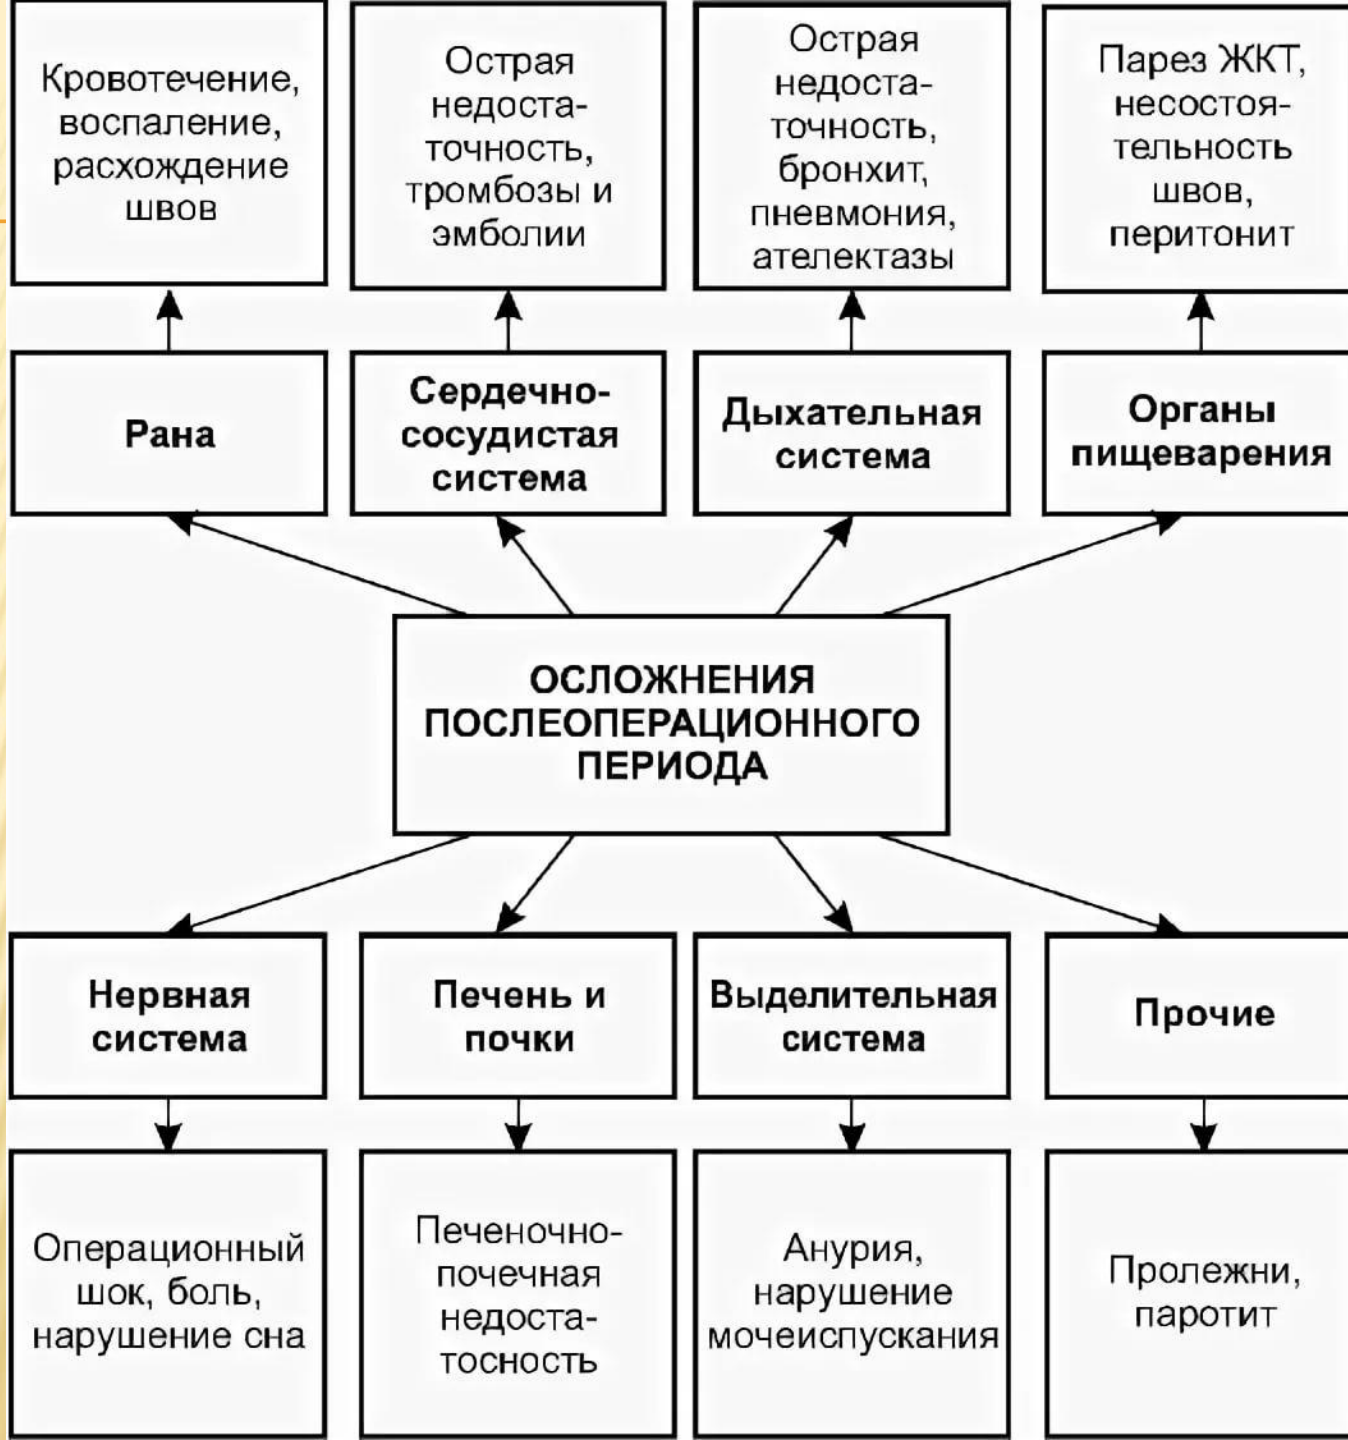 Кровотечение,
воспаление,
расхождение
швов
Острая
недоста-
точность,
тромбозы и
эмболии
Острая
недоста-
точность,
бронхит,
пневмония,
ателектазы
Парез ЖКТ,
несостоя-
тельность
швов,
перитонит
Рана
Сердечно-
сосудистая
система
Дыхательная
система
Органы
пищеварения
ОСЛОЖНЕНИЯ
ПОСЛЕОПЕРАЦИОННОГО
ПЕРИОДА
Нервная
система
Печень и
почки
Выделительная
система
Прочие
Операционный
шок, боль,
нарушение сна
Печеночно-
почечная
недоста-
тосность
Анурия,
нарушение
мочеиспускания
Пролежни,
паротит